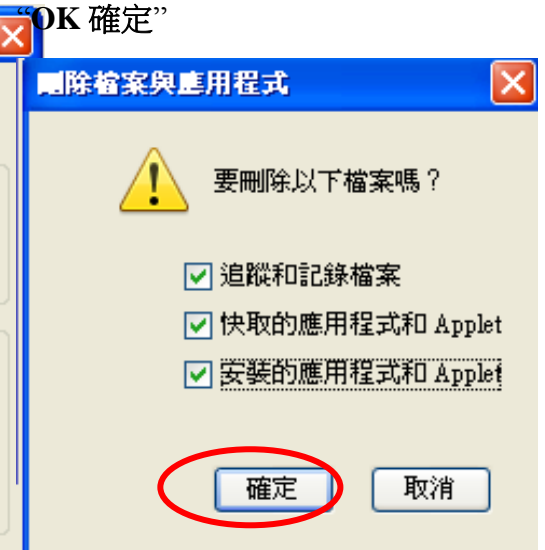 “OK 確定”
刪除檔案與應用程式
要刪除以下檔案嗎？
追蹤和記錄檔案
快取的應用程式和 Applet
安裝的應用程式和 Applet
確定
取消